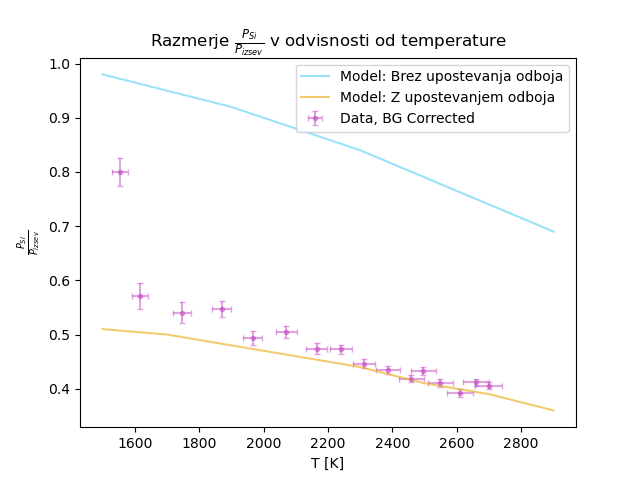 Razmerje P_Si/P_izsev v odvisnosti od temperature
Model: Brez upostevanja odboja
Model: Z upostevanjem odboja
Data, BG Corrected
P_Si/P_izsev
1.0
0.9
0.8
0.7
0.6
0.5
0.4
1600 1800 2000 2200 2400 2600 2800
T [K]